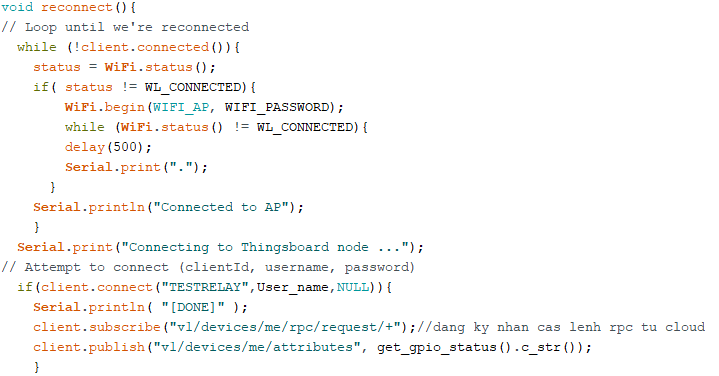 void reconnect(){
// Loop until we're reconnected
while (!client.connected()){
status = WiFi.status();
if( status != WL_CONNECTED){
WiFi.begin(WIFI_AP, WIFI_PASSWORD);
while (WiFi.status() != WL_CONNECTED){
delay(500);
Serial.print(".");
}
Serial.println("Connected to AP");
}
Serial.print("Connecting to Thingsboard node ...");
// Attempt to connect (clientId, username, password)
if(client.connect("TESTRELAY",User_name,NULL)){
Serial.println( "[DONE]" );
client.subscribe("v1/devices/me/rpc/request/+");//dang ky nhan cas lenh rpc tu cloud
client.publish("v1/devices/me/attributes", get_gpio_status().c_str());
}